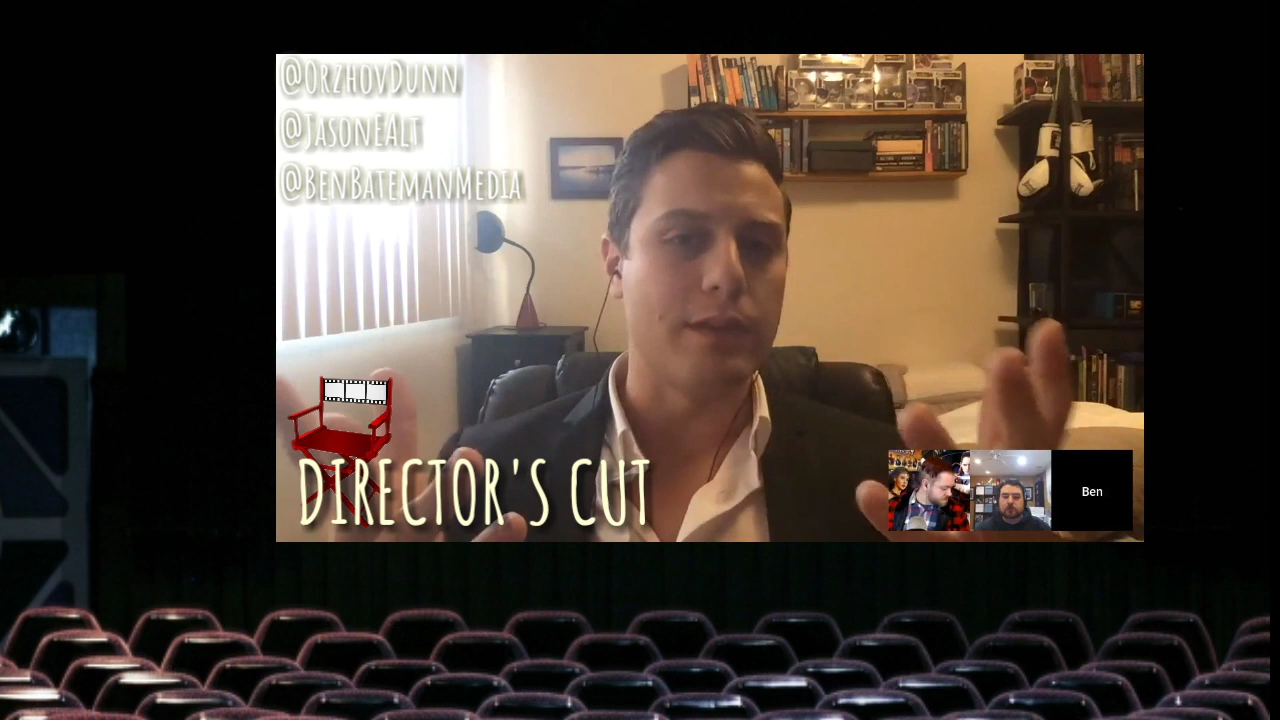 @OrzhovDunn
@JasonEAlt
@BenBatemanMedia
DIRECTOR'S CUT
Ben